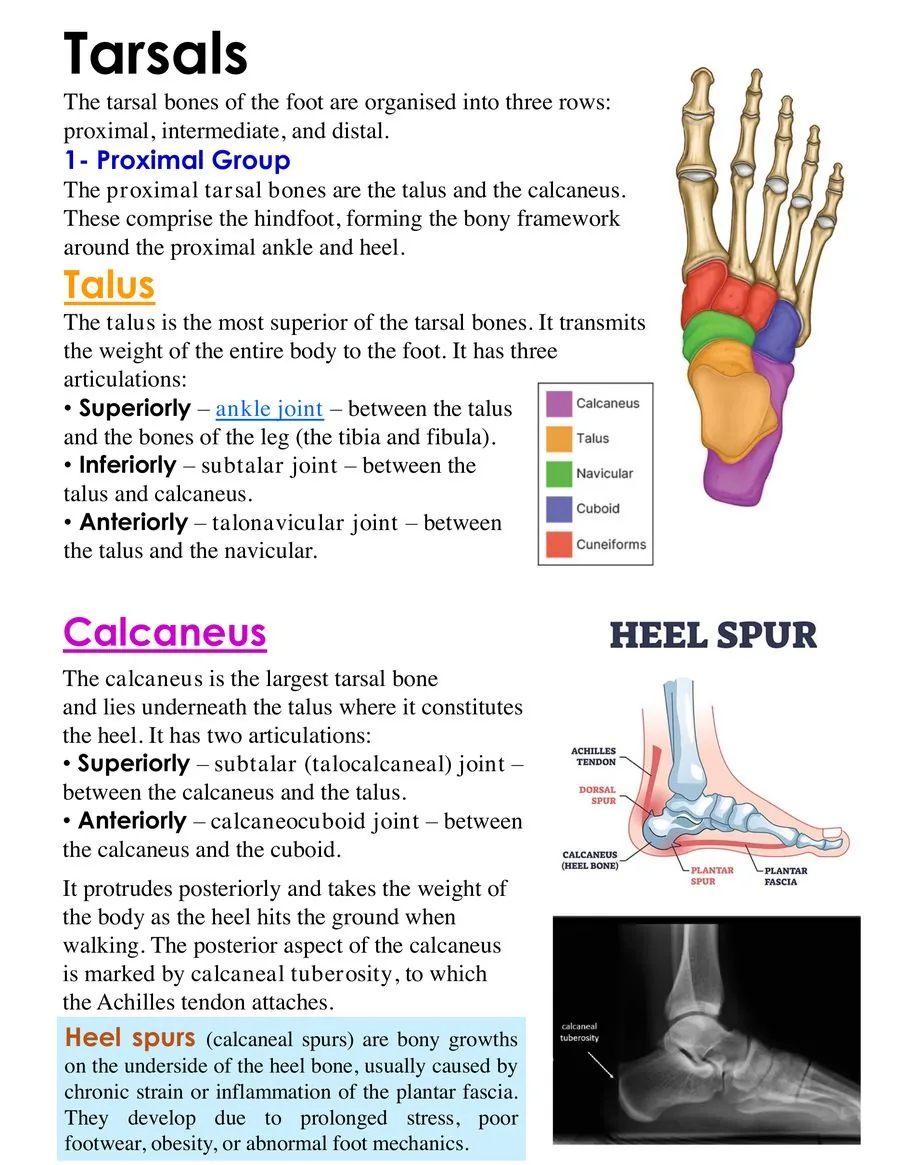 Tarsals
The tarsal bones of the foot are organised into three rows:
proximal, intermediate, and distal.
1- Proximal Group
The proximal tarsal bones are the talus and the calcaneus.
These comprise the hindfoot, forming the bony framework
around the proximal ankle and heel.
Talus
The talus is the most superior of the tarsal bones. It transmits
the weight of the entire body to the foot. It has three
articulations:
• Superiorly – ankle joint – between the talus
and the bones of the leg (the tibia and fibula).
• Inferiorly – subtalar joint – between the
talus and calcaneus.
• Anteriorly – talonavicular joint – between
the talus and the navicular.
Calcaneus
Talus
Navicular
Cuboid
Cuneiforms
Calcaneus
The calcaneus is the largest tarsal bone
and lies underneath the talus where it constitutes
the heel. It has two articulations:
• Superiorly – subtalar (talocalcaneal) joint –
between the calcaneus and the talus.
• Anteriorly – calcaneocuboid joint – between
the calcaneus and the cuboid.
It protrudes posteriorly and takes the weight of
the body as the heel hits the ground when
walking. The posterior aspect of the calcaneus
is marked by calcaneal tuberosity, to which
the Achilles tendon attaches.
Heel spurs (calcaneal spurs) are bony growths
on the underside of the heel bone, usually caused by
chronic strain or inflammation of the plantar fascia.
They develop due to prolonged stress, poor
footwear, obesity, or abnormal foot mechanics.
HEEL SPUR
ACHILLES
TENDON
DORSAL
SPUR
CALCANEUS
(HEEL BONE)
PLANTAR
SPUR
PLANTAR
FASCIA
calcaneal
tuberosity